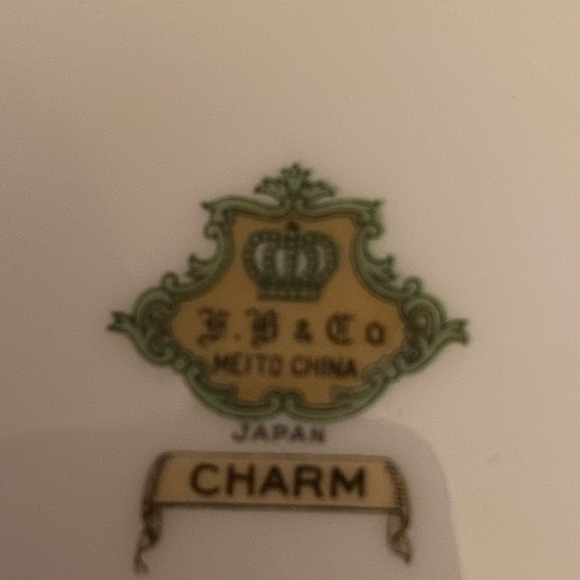 F.B & Co
MEITO CHINA
JAPAN
CHARM